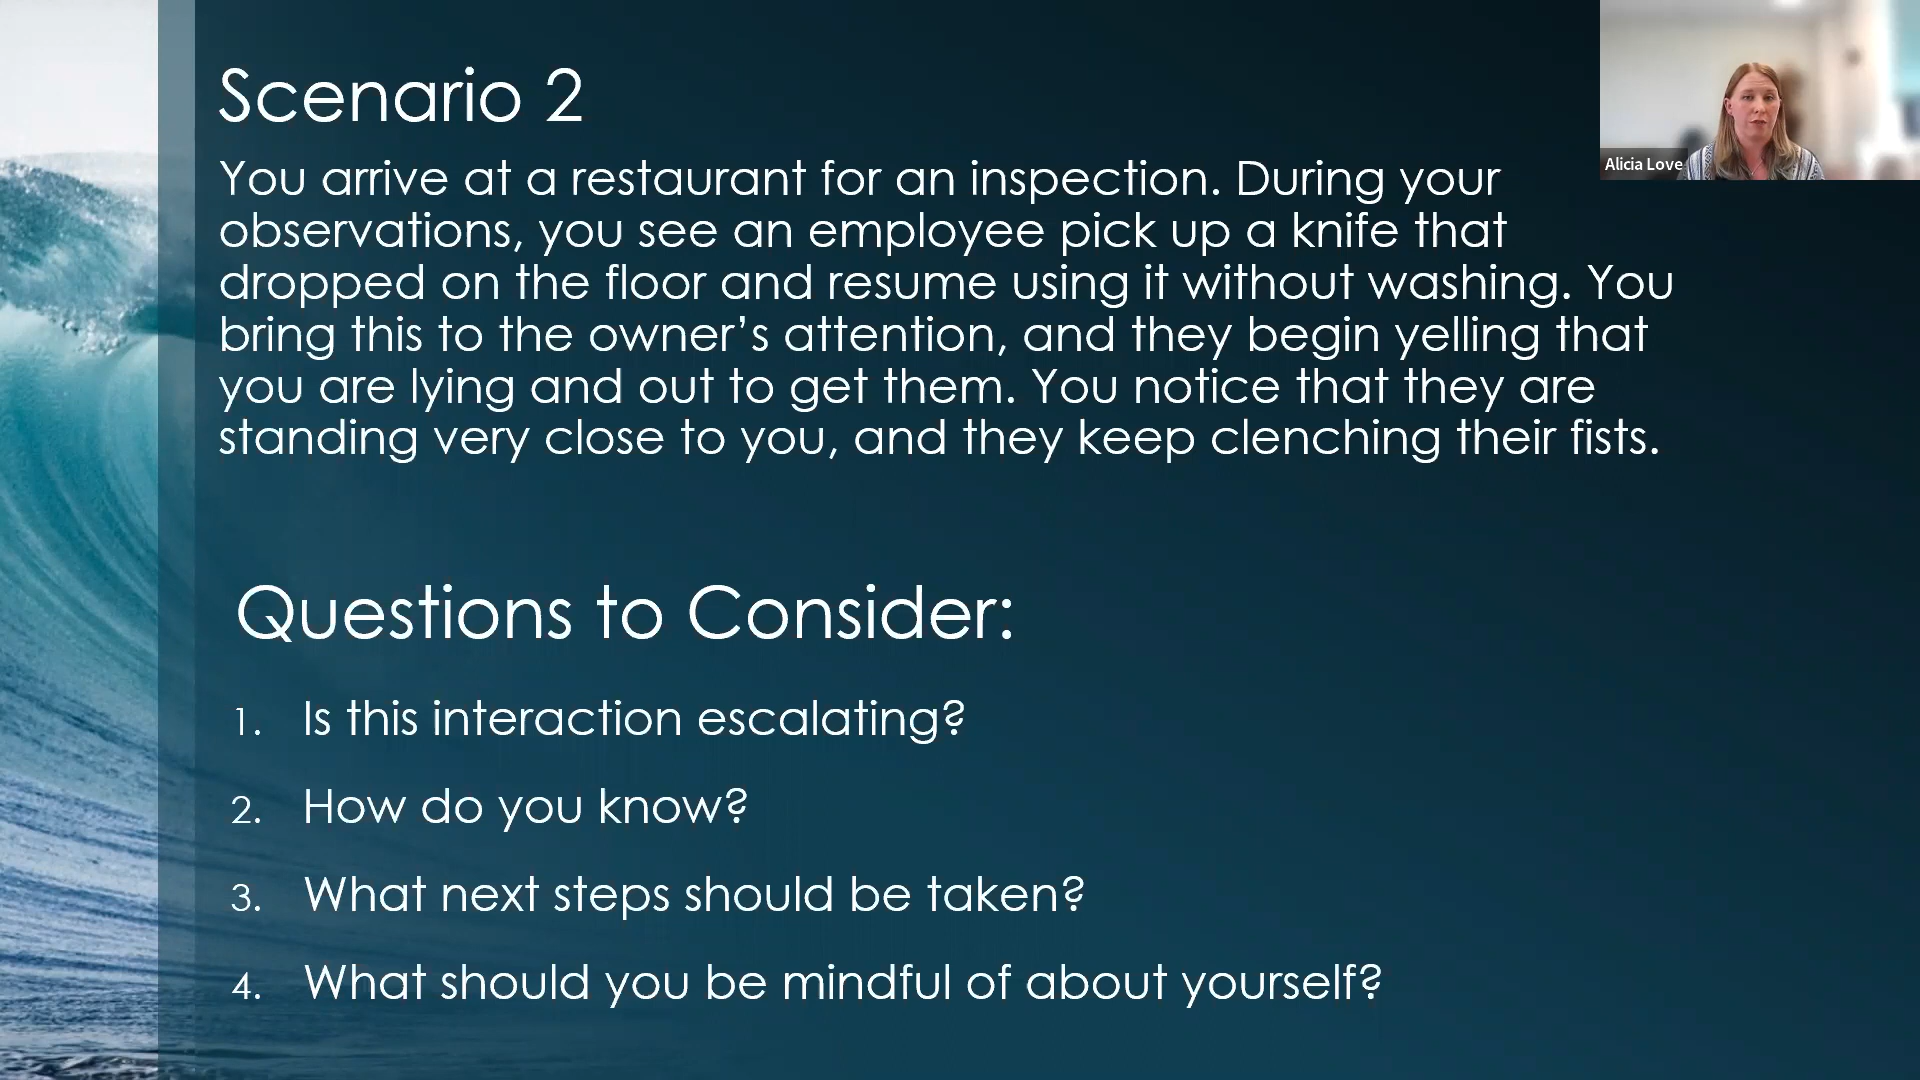 Scenario 2
You arrive at a restaurant for an inspection. During your
observations, you see an employee pick up a knife that
dropped on the floor and resume using it without washing. You
bring this to the owner’s attention, and they begin yelling that
you are lying and out to get them. You notice that they are
standing very close to you, and they keep clenching their fists.
Alicia Love
Questions to Consider:
1. Is this interaction escalating?
2. How do you know?
3. What next steps should be taken?
4. What should you be mindful of about yourself?